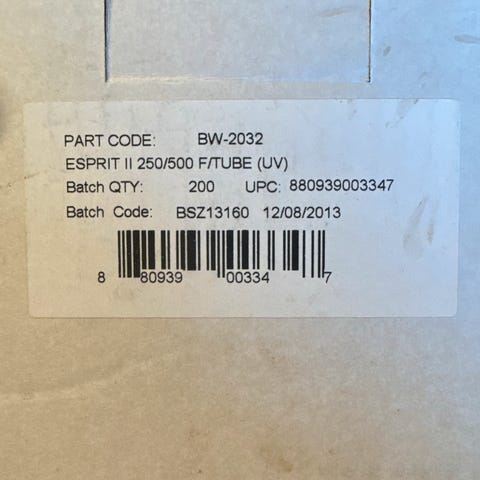 PART CODE: BW-2032
ESPRIT II 250/500 F/TUBE (UV)
Batch QTY: 200 UPC: 880939003347
Batch Code: BSZ13160 12/08/2013
8 80939 00334 7